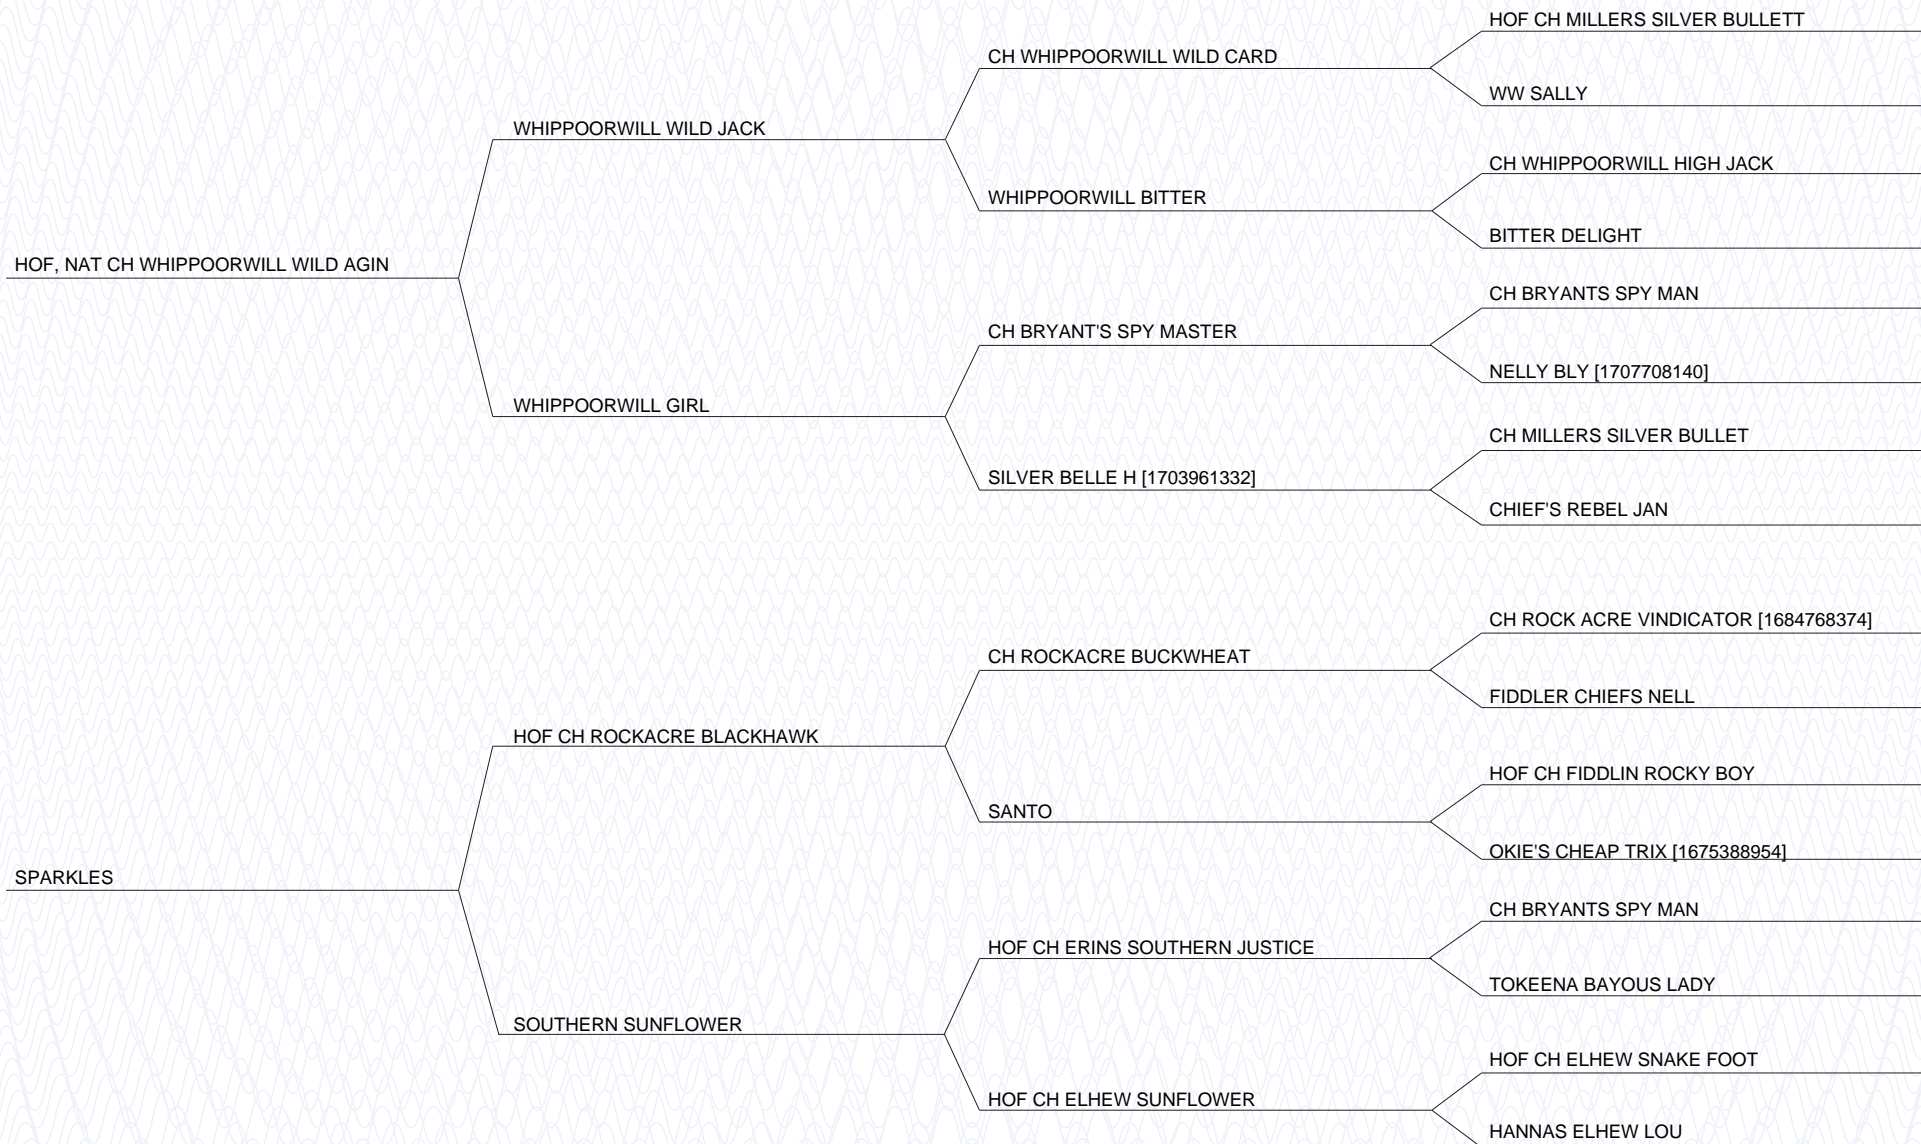 HOF CH MILLERS SILVER BULLETT
CH WHIPPOORWILL WILD CARD
WW SALLY
WHIPPOORWILL WILD JACK
CH WHIPPOORWILL HIGH JACK
WHIPPOORWILL BITTER
BITTER DELIGHT
HOF, NAT CH WHIPPOORWILL WILD AGIN
CH BRYANTS SPY MAN
CH BRYANT'S SPY MASTER
NELLY BLY [1707708140]
WHIPPOORWILL GIRL
CH MILLERS SILVER BULLET
SILVER BELLE H [1703961332]
CHIEF'S REBEL JAN
CH ROCK ACRE VINDICATOR [1684768374]
CH ROCKACRE BUCKWHEAT
FIDDLER CHIEFS NELL
HOF CH ROCKACRE BLACKHAWK
HOF CH FIDDLIN ROCKY BOY
SANTO
OKIE'S CHEAP TRIX [1675388954]
SPARKLES
CH BRYANTS SPY MAN
HOF CH ERINS SOUTHERN JUSTICE
TOKEENA BAYOUS LADY
SOUTHERN SUNFLOWER
HOF CH ELHEW SNAKE FOOT
HOF CH ELHEW SUNFLOWER
HANNAS ELHEW LOU